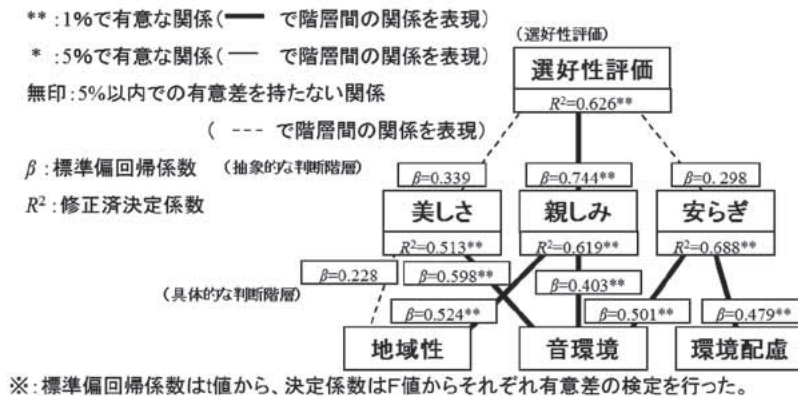 ** :1%で有意な関係( で階層間の関係を表現)
(選好性評価)
* :5%で有意な関係( で階層間の関係を表現)
選好性評価
R²=0.626**
無印:5%以内での有意差を持たない関係
( --- で階層間の関係を表現)
β:標準偏回帰係数
(抽象的な判断階層)
β=0.339
β=0.744**
β=0. 298
R²:修正済決定係数
美しさ
親しみ
安らぎ
R²=0.513**
R²=0.619**
R²=0.688**
β=0.228
β=0.598**
β=0.403**
(具体的な判断階層)
β=0.524**
β=0.501**
β=0.479**
地域性
音環境
環境配慮
※:標準偏回帰係数はt値から、決定係数はF値からそれぞれ有意差の検定を行った。